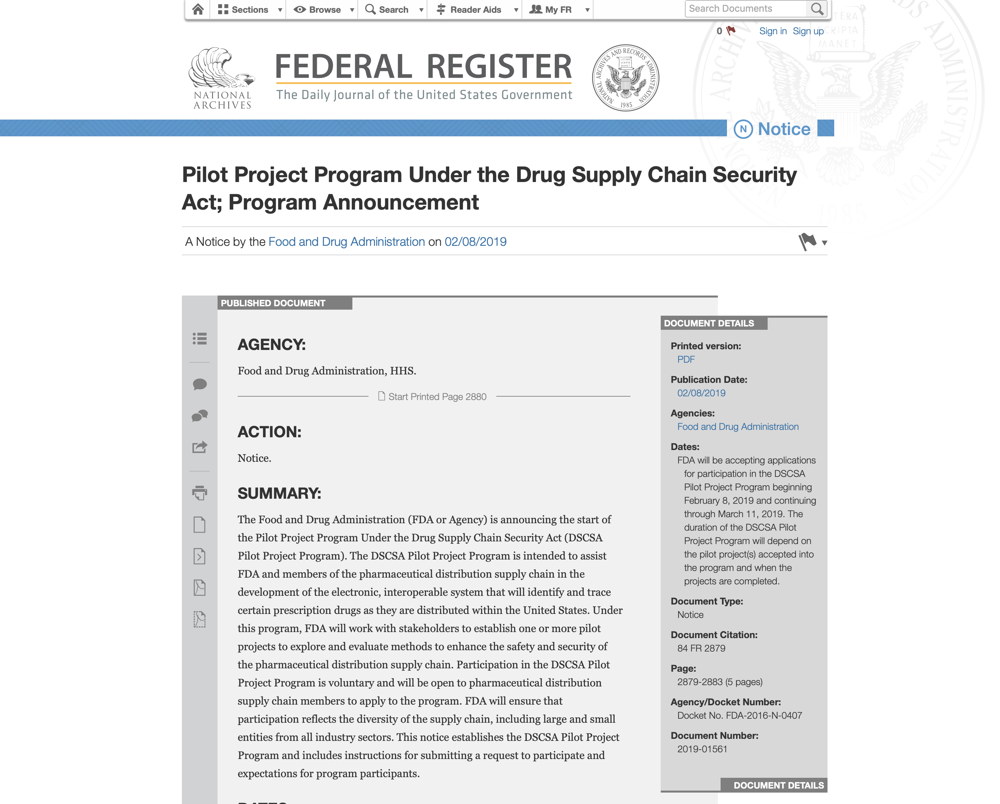 Sections
Browse
Search
Reader Aids
My FR
Search Documents
0
Sign in Sign up
NATIONAL
ARCHIVES
FEDERAL REGISTER
The Daily Journal of the United States Government
NATIONAL ARCHIVES AND RECORDS ADMINISTRATION
LITTERA
SCRIPTA
MANET
1985
N Notice
Pilot Project Program Under the Drug Supply Chain Security
Act; Program Announcement
A Notice by the Food and Drug Administration on 02/08/2019
PUBLISHED DOCUMENT
AGENCY:
Food and Drug Administration, HHS.
Start Printed Page 2880
ACTION:
Notice.
SUMMARY:
The Food and Drug Administration (FDA or Agency) is announcing the start of
the Pilot Project Program Under the Drug Supply Chain Security Act (DSCSA
Pilot Project Program). The DSCSA Pilot Project Program is intended to assist
FDA and members of the pharmaceutical distribution supply chain in the
development of the electronic, interoperable system that will identify and trace
certain prescription drugs as they are distributed within the United States. Under
this program, FDA will work with stakeholders to establish one or more pilot
projects to explore and evaluate methods to enhance the safety and security of
the pharmaceutical distribution supply chain. Participation in the DSCSA Pilot
Project Program is voluntary and will be open to pharmaceutical distribution
supply chain members to apply to the program. FDA will ensure that
participation reflects the diversity of the supply chain, including large and small
entities from all industry sectors. This notice establishes the DSCSA Pilot Project
Program and includes instructions for submitting a request to participate and
expectations for program participants.
DOCUMENT DETAILS
Printed version:
PDF
Publication Date:
02/08/2019
Agencies:
Food and Drug Administration
Dates:
FDA will be accepting applications
for participation in the DSCSA
Pilot Project Program beginning
February 8, 2019 and continuing
through March 11, 2019. The
duration of the DSCSA Pilot
Project Program will depend on
the pilot project(s) accepted into
the program and when the
projects are completed.
Document Type:
Notice
Document Citation:
84 FR 2879
Page:
2879-2883 (5 pages)
Agency/Docket Number:
Docket No. FDA-2016-N-0407
Document Number:
2019-01561
DOCUMENT DETAILS